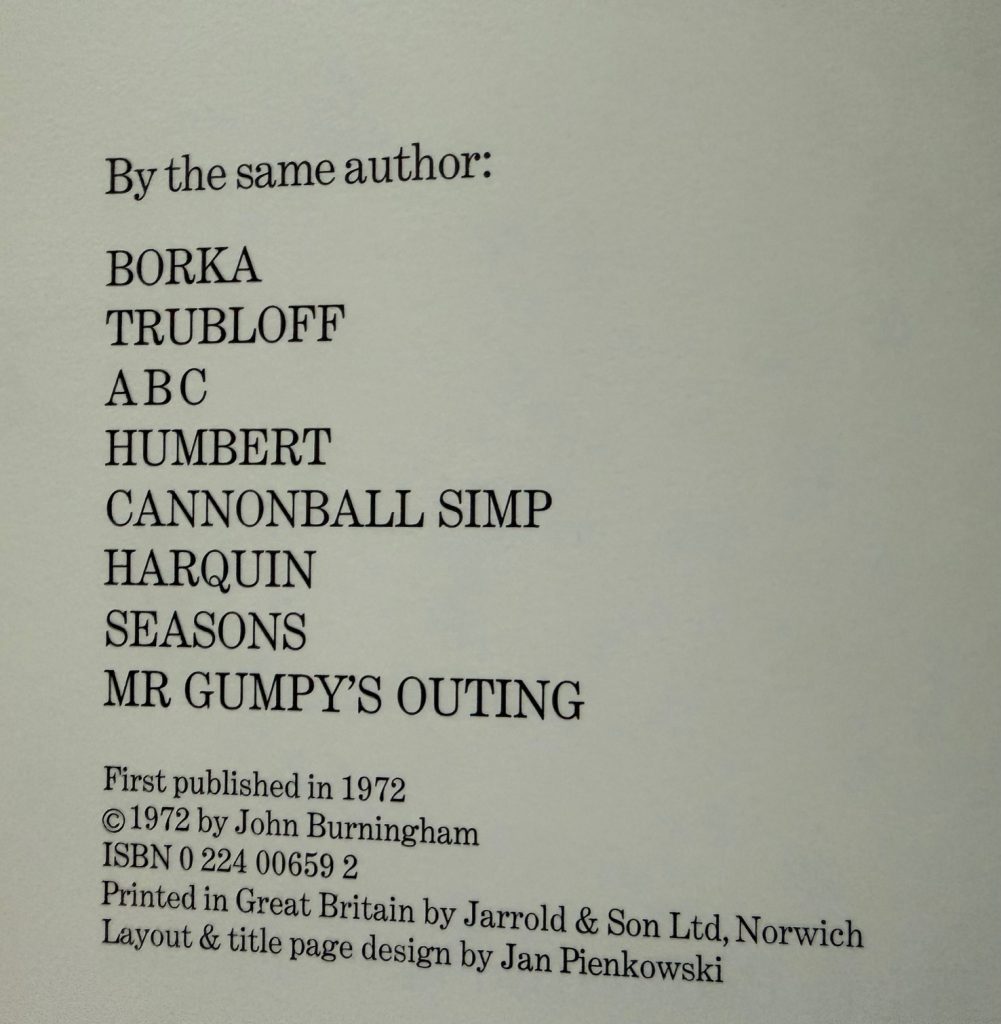 By the same author:
BORKA
TRUBLOFF
A B C
HUMBERT
CANNONBALL SIMP
HARQUIN
SEASONS
MR GUMPY'S OUTING
First published in 1972
©1972 by John Burningham
ISBN 0 224 00659 2
Printed in Great Britain by Jarrold & Son Ltd, Norwich
Layout & title page design by Jan Pienkowski